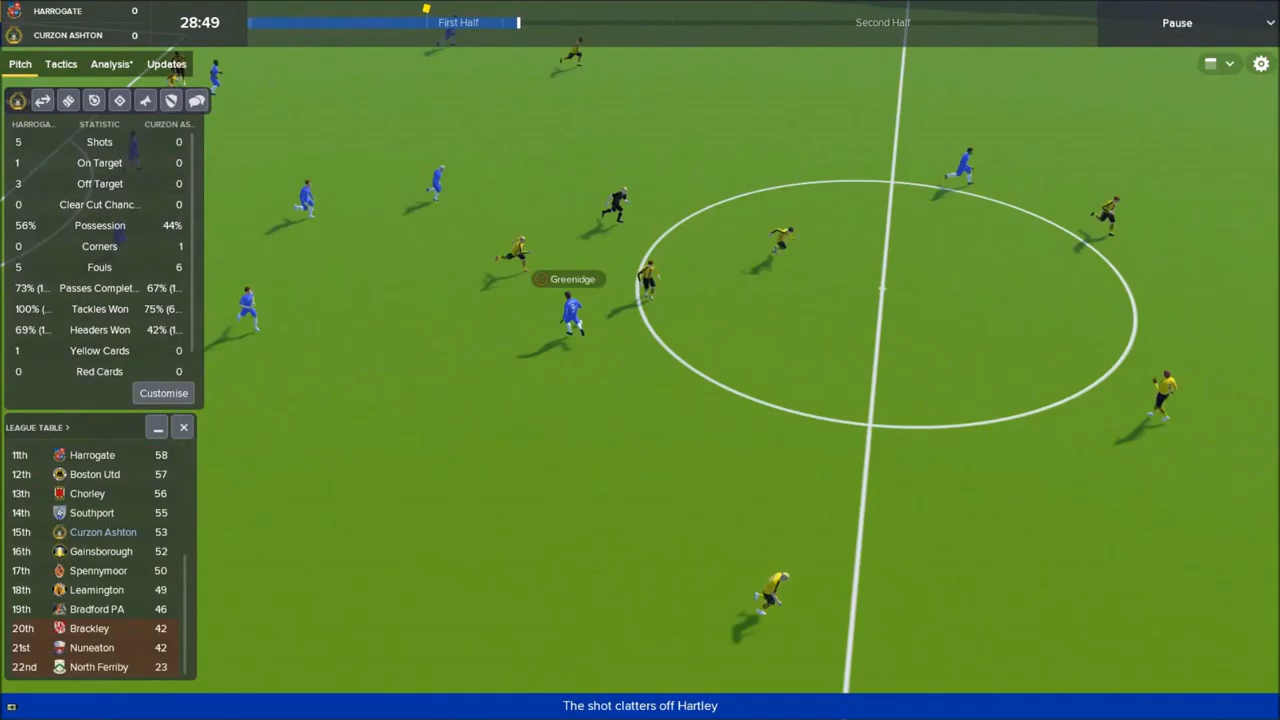 HARROGATE 0
CURZON ASHTON 0
28:49
First Half
Second Half
Pause
Pitch Tactics Analysis* Updates
HARROGA... STATISTIC CURZON AS...
5 Shots 0
1 On Target 0
3 Off Target 0
0 Clear Cut Chanc... 0
56% Possession 44%
0 Corners 1
5 Fouls 6
73% (1... Passes Complet... 67% (1...
100% (... Tackles Won 75% (6...
69% (1... Headers Won 42% (1...
1 Yellow Cards 0
0 Red Cards 0
Customise
Greenidge
LEAGUE TABLE >
11th Harrogate 58
12th Boston Utd 57
13th Chorley 56
14th Southport 55
15th Curzon Ashton 53
16th Gainsborough 52
17th Spennymoor 50
18th Leamington 49
19th Bradford PA 46
20th Brackley 42
21st Nuneaton 42
22nd North Ferriby 23
The shot clatters off Hartley